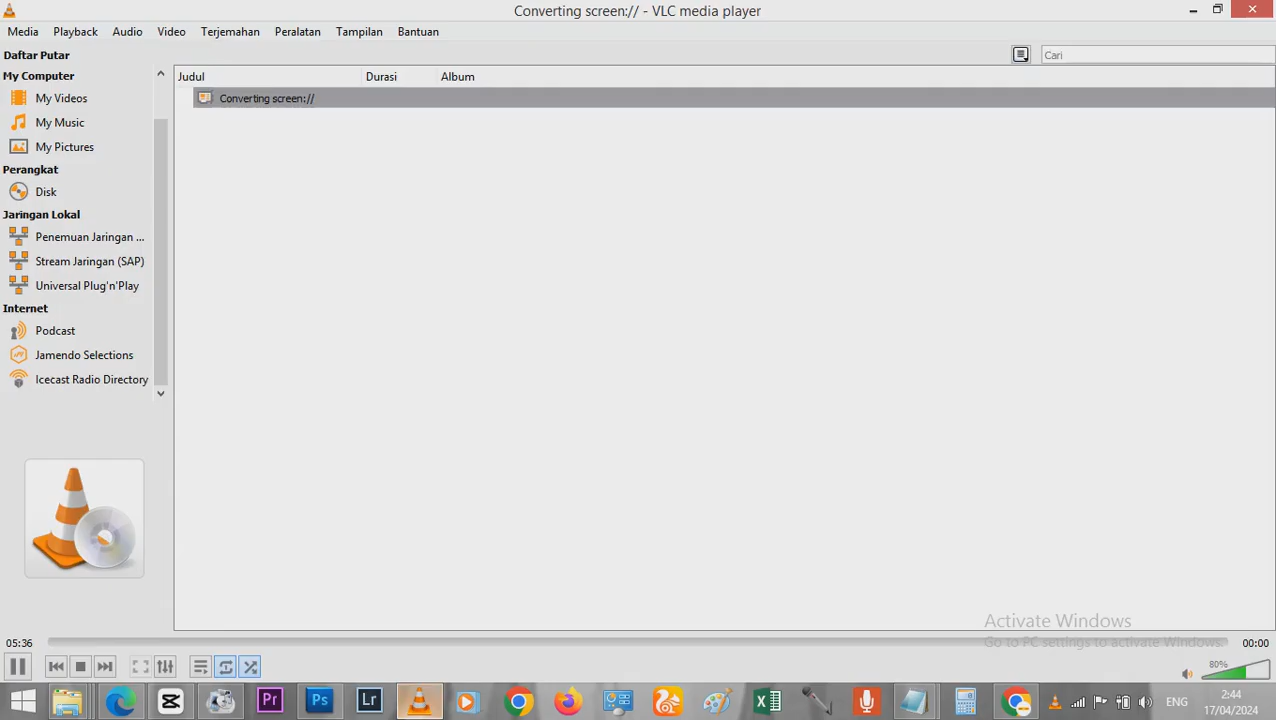 Converting screen:// - VLC media player
Media Playback Audio Video Terjemahan Peralatan Tampilan Bantuan
Daftar Putar
Cari
My Computer
My Videos
My Music
My Pictures
Perangkat
Disk
Jaringan Lokal
Penemuan Jaringan ...
Stream Jaringan (SAP)
Universal Plug'n'Play
Internet
Podcast
Jamendo Selections
Icecast Radio Directory
Judul Durasi Album
Converting screen://
Activate Windows
Go to PC settings to activate Windows.
05:36
00:00
80%
Pr
Ps
Lr
ENG
2:44
17/04/2024